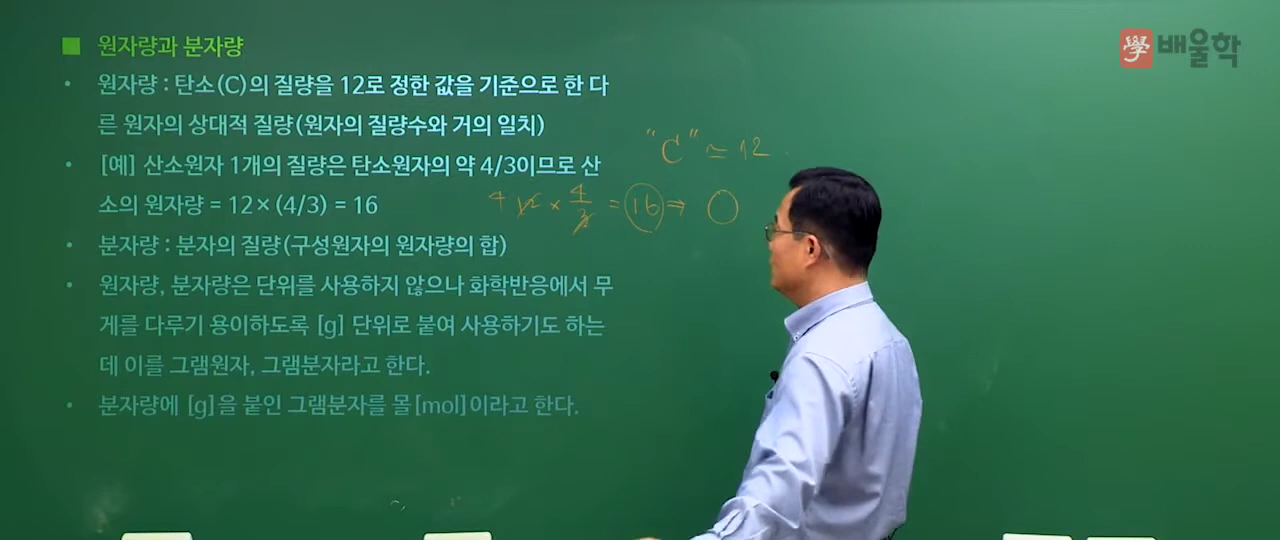 ■ 원자량과 분자량
學 배울학
• 원자량 : 탄소(C)의 질량을 12로 정한 값을 기준으로 한 다
른 원자의 상대적 질량(원자의 질량수와 거의 일치)
"C" ≃ 12
• [예] 산소원자 1개의 질량은 탄소원자의 약 4/3이므로 산
소의 원자량 = 12×(4/3) = 16
4 12 × 4/3 = 16 ⇒ O
• 분자량 : 분자의 질량(구성원자의 원자량의 합)
• 원자량, 분자량은 단위를 사용하지 않으나 화학반응에서 무
게를 다루기 용이하도록 [g] 단위로 붙여 사용하기도 하는
데 이를 그램원자, 그램분자라고 한다.
• 분자량에 [g]을 붙인 그램분자를 몰[mol]이라고 한다.